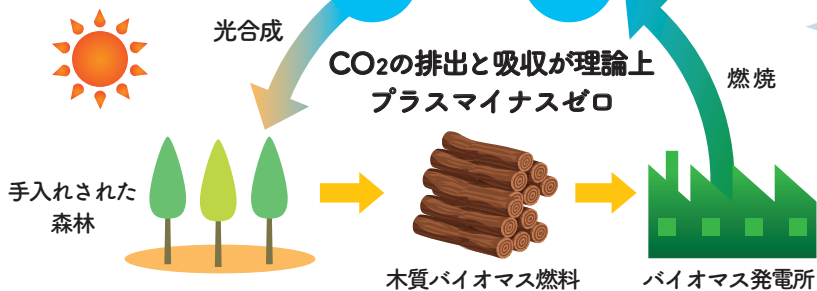 光合成
CO2の排出と吸収が理論上
プラスマイナスゼロ
燃焼
手入れされた
森林
木質バイオマス燃料
バイオマス発電所